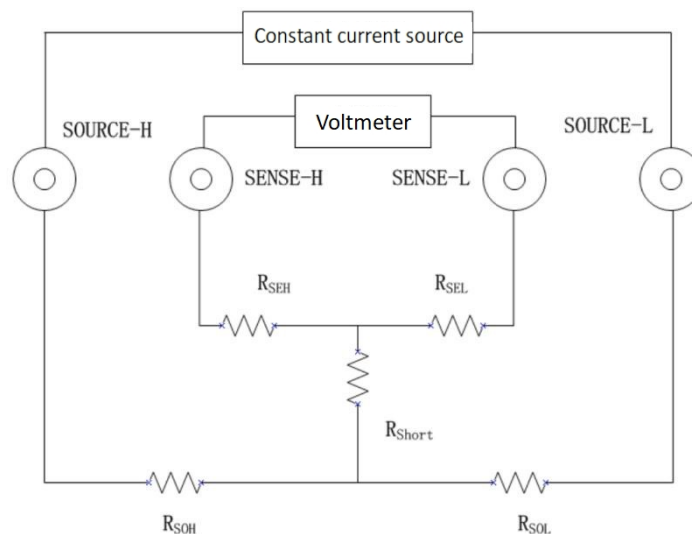 Constant current source
SOURCE-H
Voltmeter
SOURCE-L
SENSE-H
SENSE-L
RSEH
RSEL
RShort
RSOH
RSOL